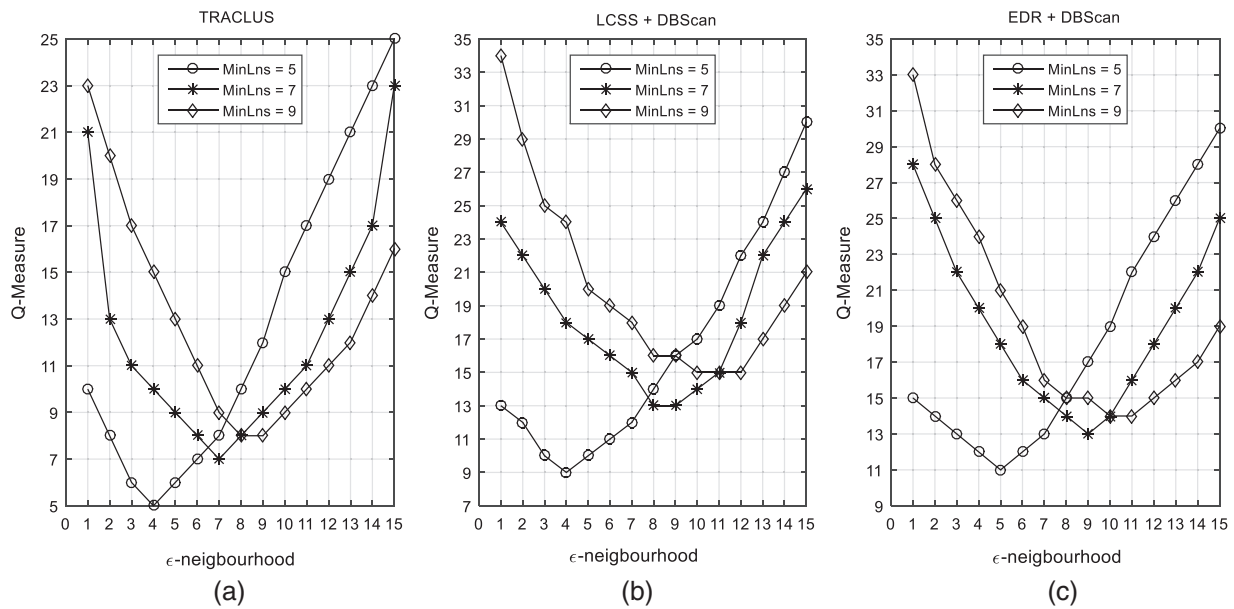 TRACLUS
25
23
21
19
17
15
13
11
9
7
5
Q-Measure
MinLns = 5
MinLns = 7
MinLns = 9
0 1 2 3 4 5 6 7 8 9 10 11 12 13 14 15
ϵ-neigbourhood
(a)
LCSS + DBScan
35
33
31
29
27
25
23
21
19
17
15
13
11
9
7
Q-Measure
MinLns = 5
MinLns = 7
MinLns = 9
0 1 2 3 4 5 6 7 8 9 10 11 12 13 14 15
ϵ-neigbourhood
(b)
EDR + DBScan
35
33
31
29
27
25
23
21
19
17
15
13
11
9
Q-Measure
MinLns = 5
MinLns = 7
MinLns = 9
0 1 2 3 4 5 6 7 8 9 10 11 12 13 14 15
ϵ-neigbourhood
(c)